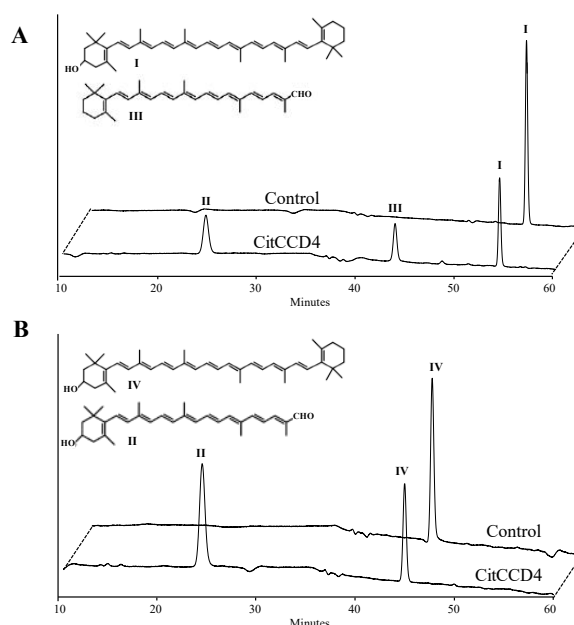 A
I
HO
I
CHO
III
I
Control
II
III
CitCCD4
10 20 30 40 50 60
Minutes
B
IV
HO
IV
CHO
HO
II
II
IV
Control
CitCCD4
10 20 30 40 50 60
Minutes